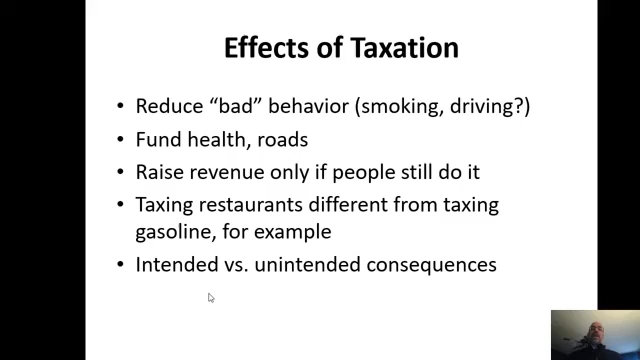 Effects of Taxation
• Reduce “bad” behavior (smoking, driving?)
• Fund health, roads
• Raise revenue only if people still do it
• Taxing restaurants different from taxing
gasoline, for example
• Intended vs. unintended consequences